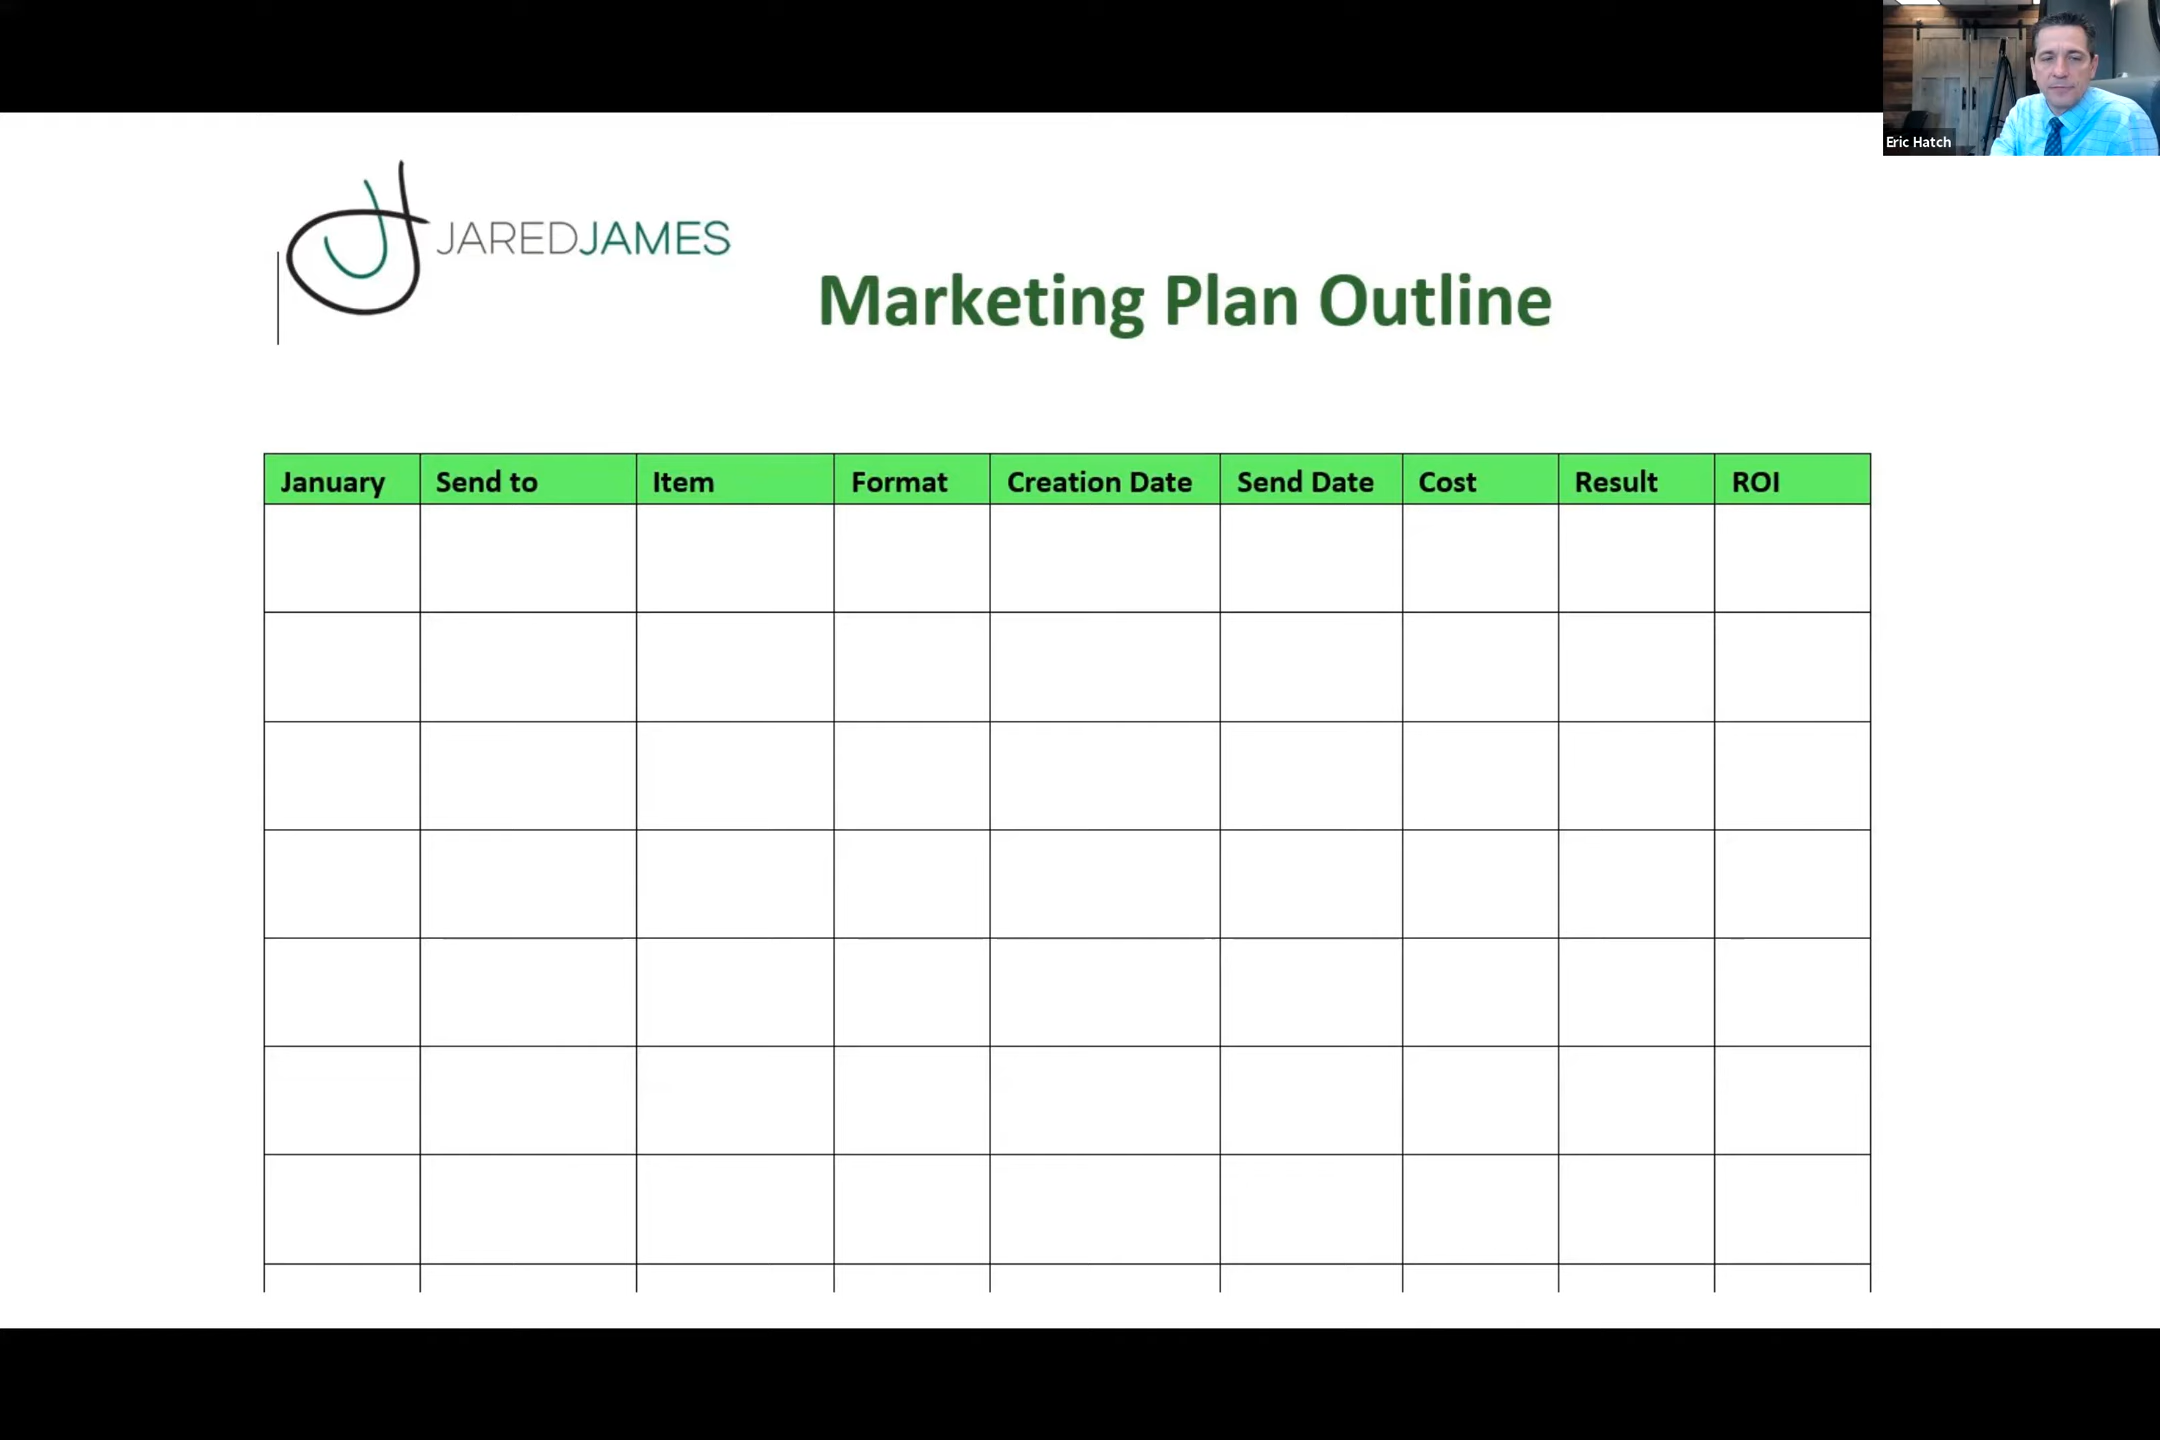 Eric Hatch
JAREDJAMES
Marketing Plan Outline
January Send to Item Format Creation Date Send Date Cost Result ROI